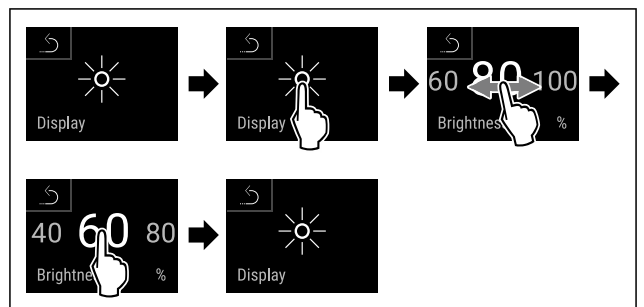 Display
Display
60 80 100
Brightnes %
40 60 80
Brightne %
Display